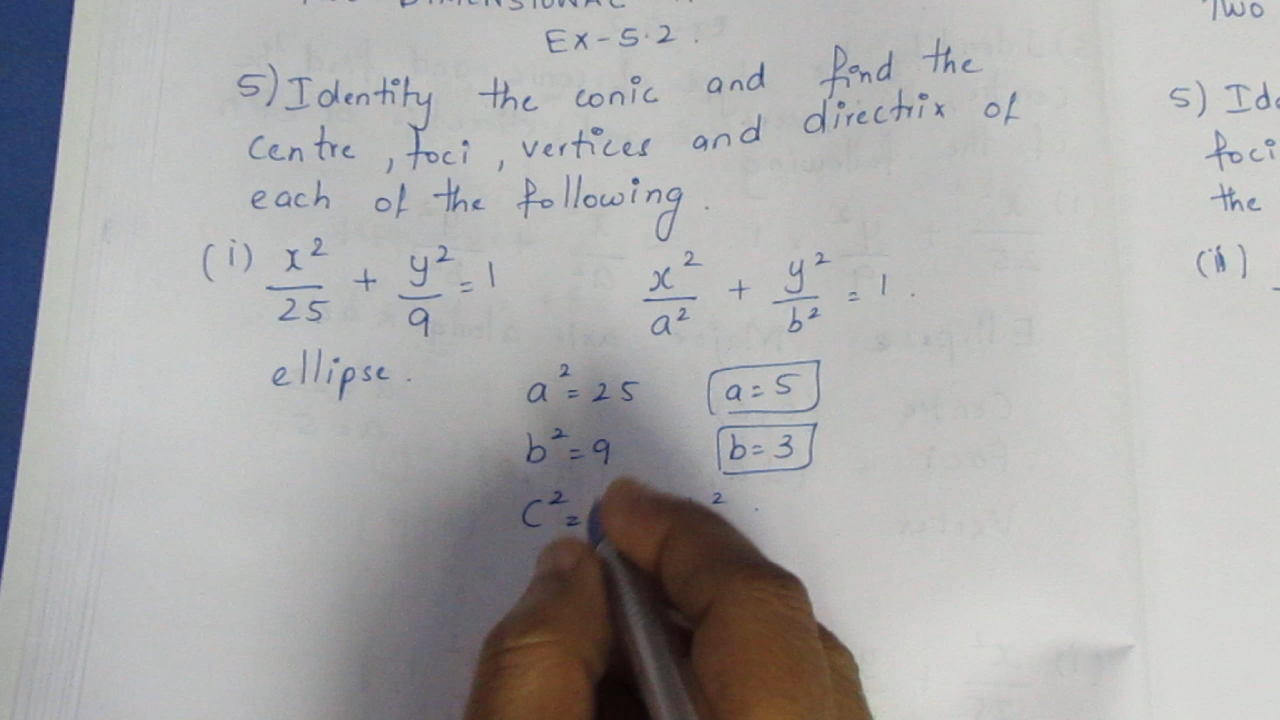 DIMENSIONAL
Ex-5.2.
5) Identify the conic and find the
centre, foci, vertices and directrix of
each of the following.
(i) x²/25 + y²/9 = 1 x²/a² + y²/b² = 1.
ellipse.
a² = 25 a = 5
b² = 9 b = 3
c² =
Two
5)
foci
the